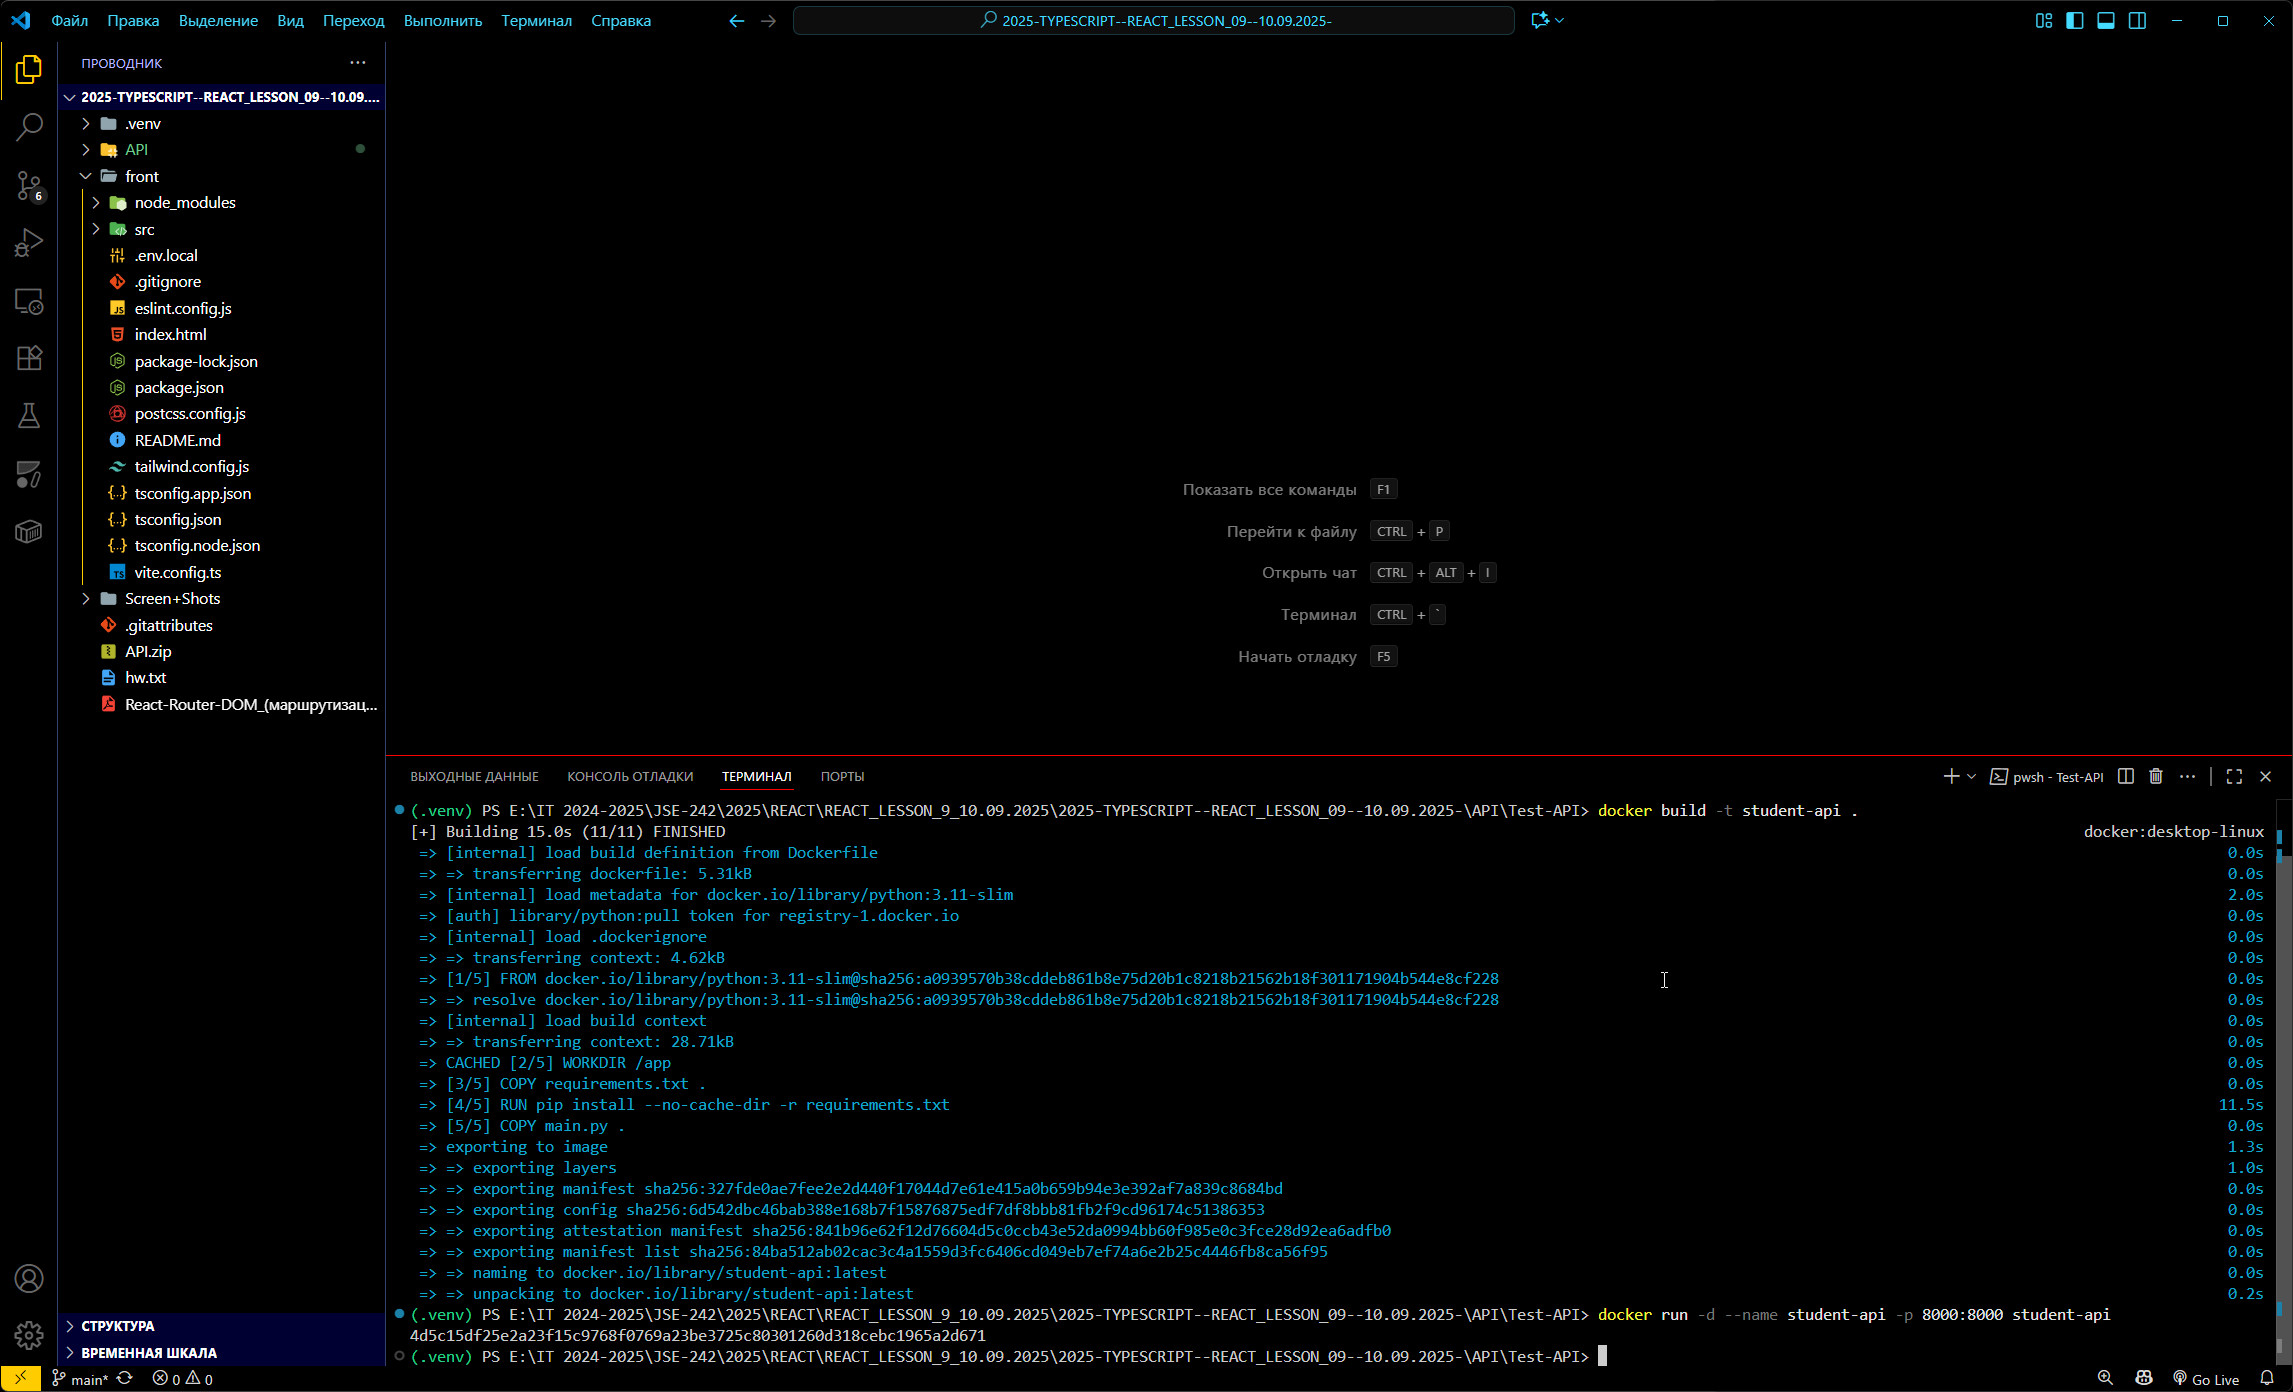 Файл Правка Выделение Вид Переход Выполнить Терминал Справка
2025-TYPESCRIPT--REACT_LESSON_09--10.09.2025-
ПРОВОДНИК
2025-TYPESCRIPT--REACT_LESSON_09--10.09....
.venv
API
front
node_modules
src
.env.local
.gitignore
eslint.config.js
index.html
package-lock.json
package.json
postcss.config.js
README.md
tailwind.config.js
tsconfig.app.json
tsconfig.json
tsconfig.node.json
vite.config.ts
Screen+Shots
.gitattributes
API.zip
hw.txt
React-Router-DOM_(маршрутизац...
СТРУКТУРА
ВРЕМЕННАЯ ШКАЛА
6
Показать все команды F1
Перейти к файлу CTRL + P
Открыть чат CTRL + ALT + I
Терминал CTRL + `
Начать отладку F5
ВЫХОДНЫЕ ДАННЫЕ КОНСОЛЬ ОТЛАДКИ ТЕРМИНАЛ ПОРТЫ
pwsh - Test-API
(.venv) PS E:\IT 2024-2025\JSE-242\2025\REACT\REACT_LESSON_9_10.09.2025\2025-TYPESCRIPT--REACT_LESSON_09--10.09.2025-\API\Test-API> docker build -t student-api .
[+] Building 15.0s (11/11) FINISHED docker:desktop-linux
=> [internal] load build definition from Dockerfile 0.0s
=> => transferring dockerfile: 5.31kB 0.0s
=> [internal] load metadata for docker.io/library/python:3.11-slim 2.0s
=> [auth] library/python:pull token for registry-1.docker.io 0.0s
=> [internal] load .dockerignore 0.0s
=> => transferring context: 4.62kB 0.0s
=> [1/5] FROM docker.io/library/python:3.11-slim@sha256:a0939570b38cddeb861b8e75d20b1c8218b21562b18f301171904b544e8cf228 0.0s
=> => resolve docker.io/library/python:3.11-slim@sha256:a0939570b38cddeb861b8e75d20b1c8218b21562b18f301171904b544e8cf228 0.0s
=> [internal] load build context 0.0s
=> => transferring context: 28.71kB 0.0s
=> CACHED [2/5] WORKDIR /app 0.0s
=> [3/5] COPY requirements.txt . 0.0s
=> [4/5] RUN pip install --no-cache-dir -r requirements.txt 11.5s
=> [5/5] COPY main.py . 0.0s
=> exporting to image 1.3s
=> => exporting layers 1.0s
=> => exporting manifest sha256:327fde0ae7fee2e2d440f17044d7e61e415a0b659b94e3e392af7a839c8684bd 0.0s
=> => exporting config sha256:6d542dbc46bab388e168b7f15876875edf7df8bbb81fb2f9cd96174c51386353 0.0s
=> => exporting attestation manifest sha256:841b96e62f12d76604d5c0ccb43e52da0994bb60f985e0c3fce28d92ea6adfb0 0.0s
=> => exporting manifest list sha256:84ba512ab02cac3c4a1559d3fc6406cd049eb7ef74a6e2b25c4446fb8ca56f95 0.0s
=> => naming to docker.io/library/student-api:latest 0.0s
=> => unpacking to docker.io/library/student-api:latest 0.2s
(.venv) PS E:\IT 2024-2025\JSE-242\2025\REACT\REACT_LESSON_9_10.09.2025\2025-TYPESCRIPT--REACT_LESSON_09--10.09.2025-\API\Test-API> docker run -d --name student-api -p 8000:8000 student-api
4d5c15df25e2a23f15c9768f0769a23be3725c80301260d318cebc1965a2d671
(.venv) PS E:\IT 2024-2025\JSE-242\2025\REACT\REACT_LESSON_9_10.09.2025\2025-TYPESCRIPT--REACT_LESSON_09--10.09.2025-\API\Test-API>
main* 0 0 Go Live